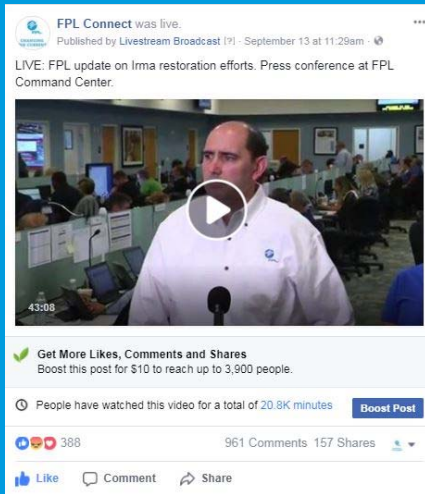 FPL Connect was live.
Published by Livestream Broadcast [?] · September 13 at 11:29am ·
LIVE: FPL update on Irma restoration efforts. Press conference at FPL
Command Center.
43:08
Get More Likes, Comments and Shares
Boost this post for $10 to reach up to 3,900 people.
People have watched this video for a total of 20.8K minutes
Boost Post
388
961 Comments 157 Shares
Like Comment Share